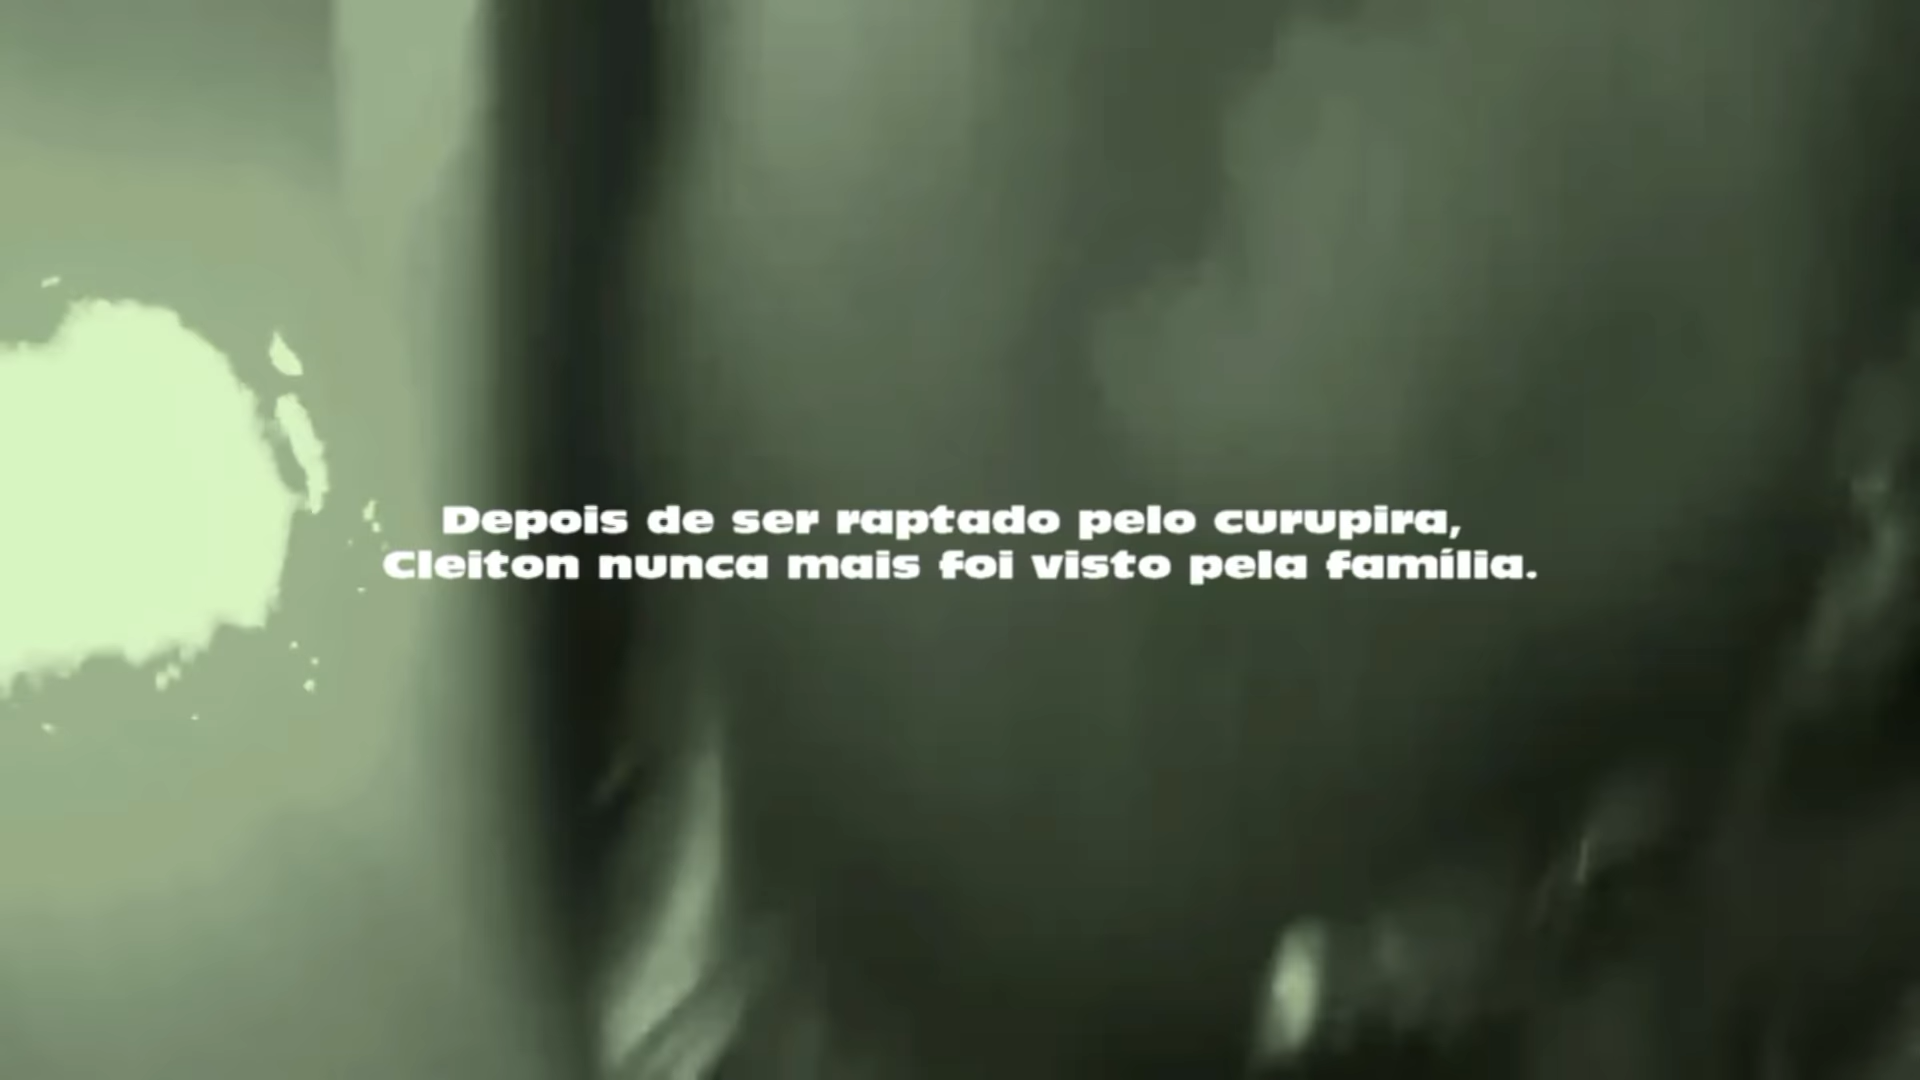 Depois de ser raptado pelo curupira,
Cleiton nunca mais foi visto pela família.